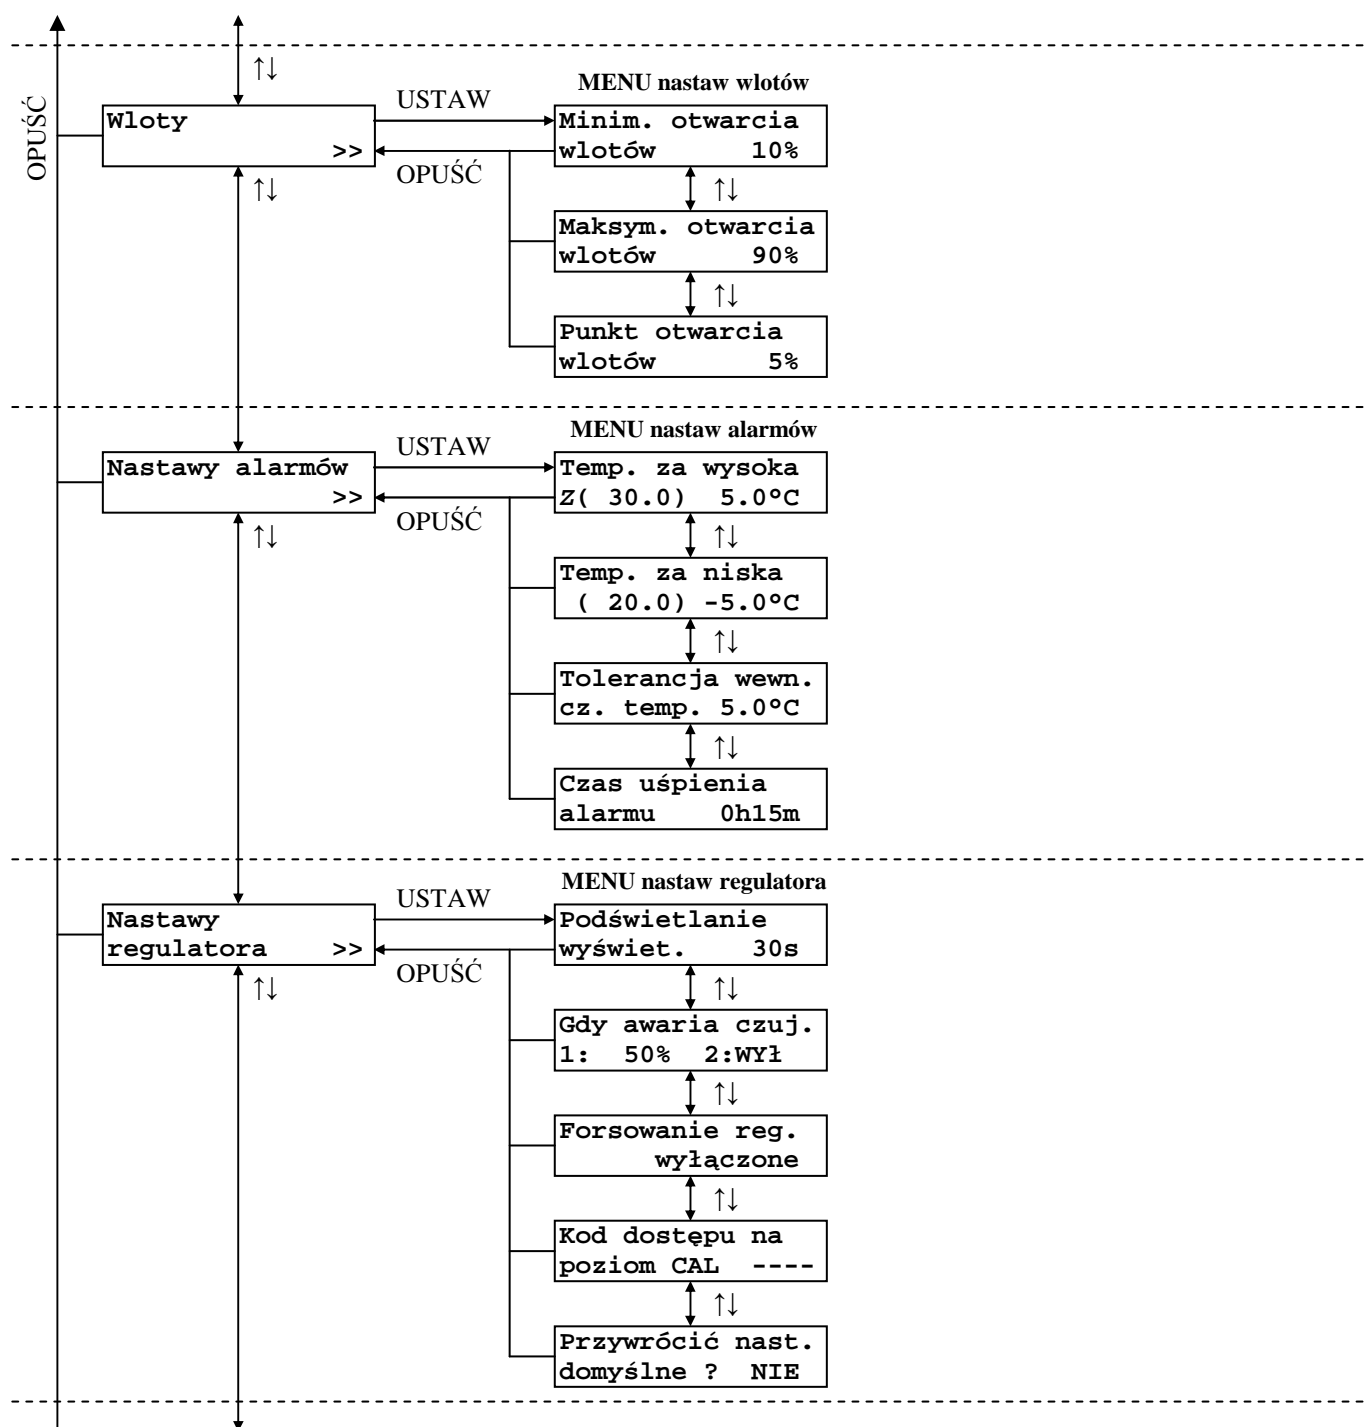 ↑↓
MENU nastaw wlotów
OPUŚĆ
USTAW
Wloty
>>
Minim. otwarcia
wlotów 10%
OPUŚĆ
↑↓
↑↓
Maksym. otwarcia
wlotów 90%
↑↓
Punkt otwarcia
wlotów 5%
MENU nastaw alarmów
USTAW
Nastawy alarmów
>>
Temp. za wysoka
Z( 30.0) 5.0°C
OPUŚĆ
↑↓
↑↓
Temp. za niska
( 20.0) -5.0°C
↑↓
Tolerancja wewn.
cz. temp. 5.0°C
↑↓
Czas uśpienia
alarmu 0h15m
MENU nastaw regulatora
USTAW
Nastawy
regulatora >>
Podświetlanie
wyświet. 30s
OPUŚĆ
↑↓
↑↓
Gdy awaria czuj.
1: 50% 2:WYł
↑↓
Forsowanie reg.
wyłączone
↑↓
Kod dostępu na
poziom CAL ----
↑↓
Przywrócić nast.
domyślne ? NIE